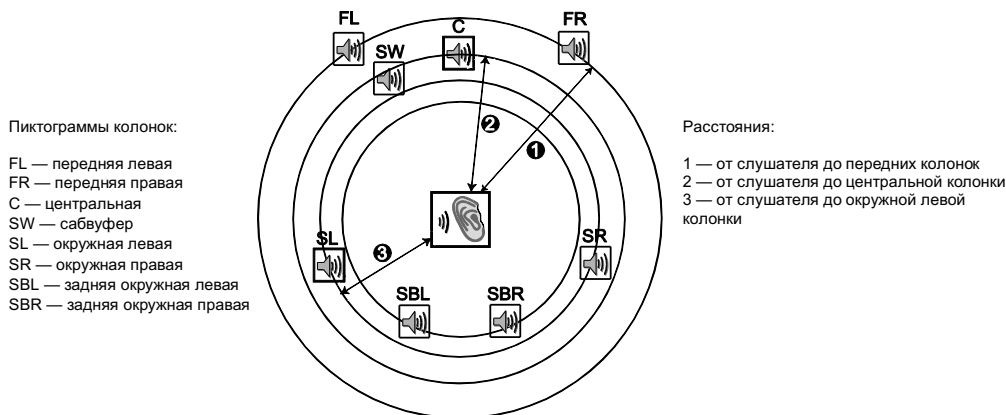 FL
FR
C
SW
Пиктограммы колонок:
FL — передняя левая
FR — передняя правая
C — центральная
SW — сабвуфер
SL — окружная левая
SR — окружная правая
SBL — задняя окружная левая
SBR — задняя окружная правая
2
1
3
SL
SR
SBL
SBR
Расстояния:
1 — от слушателя до передних колонок
2 — от слушателя до центральной колонки
3 — от слушателя до окружной левой
колонки